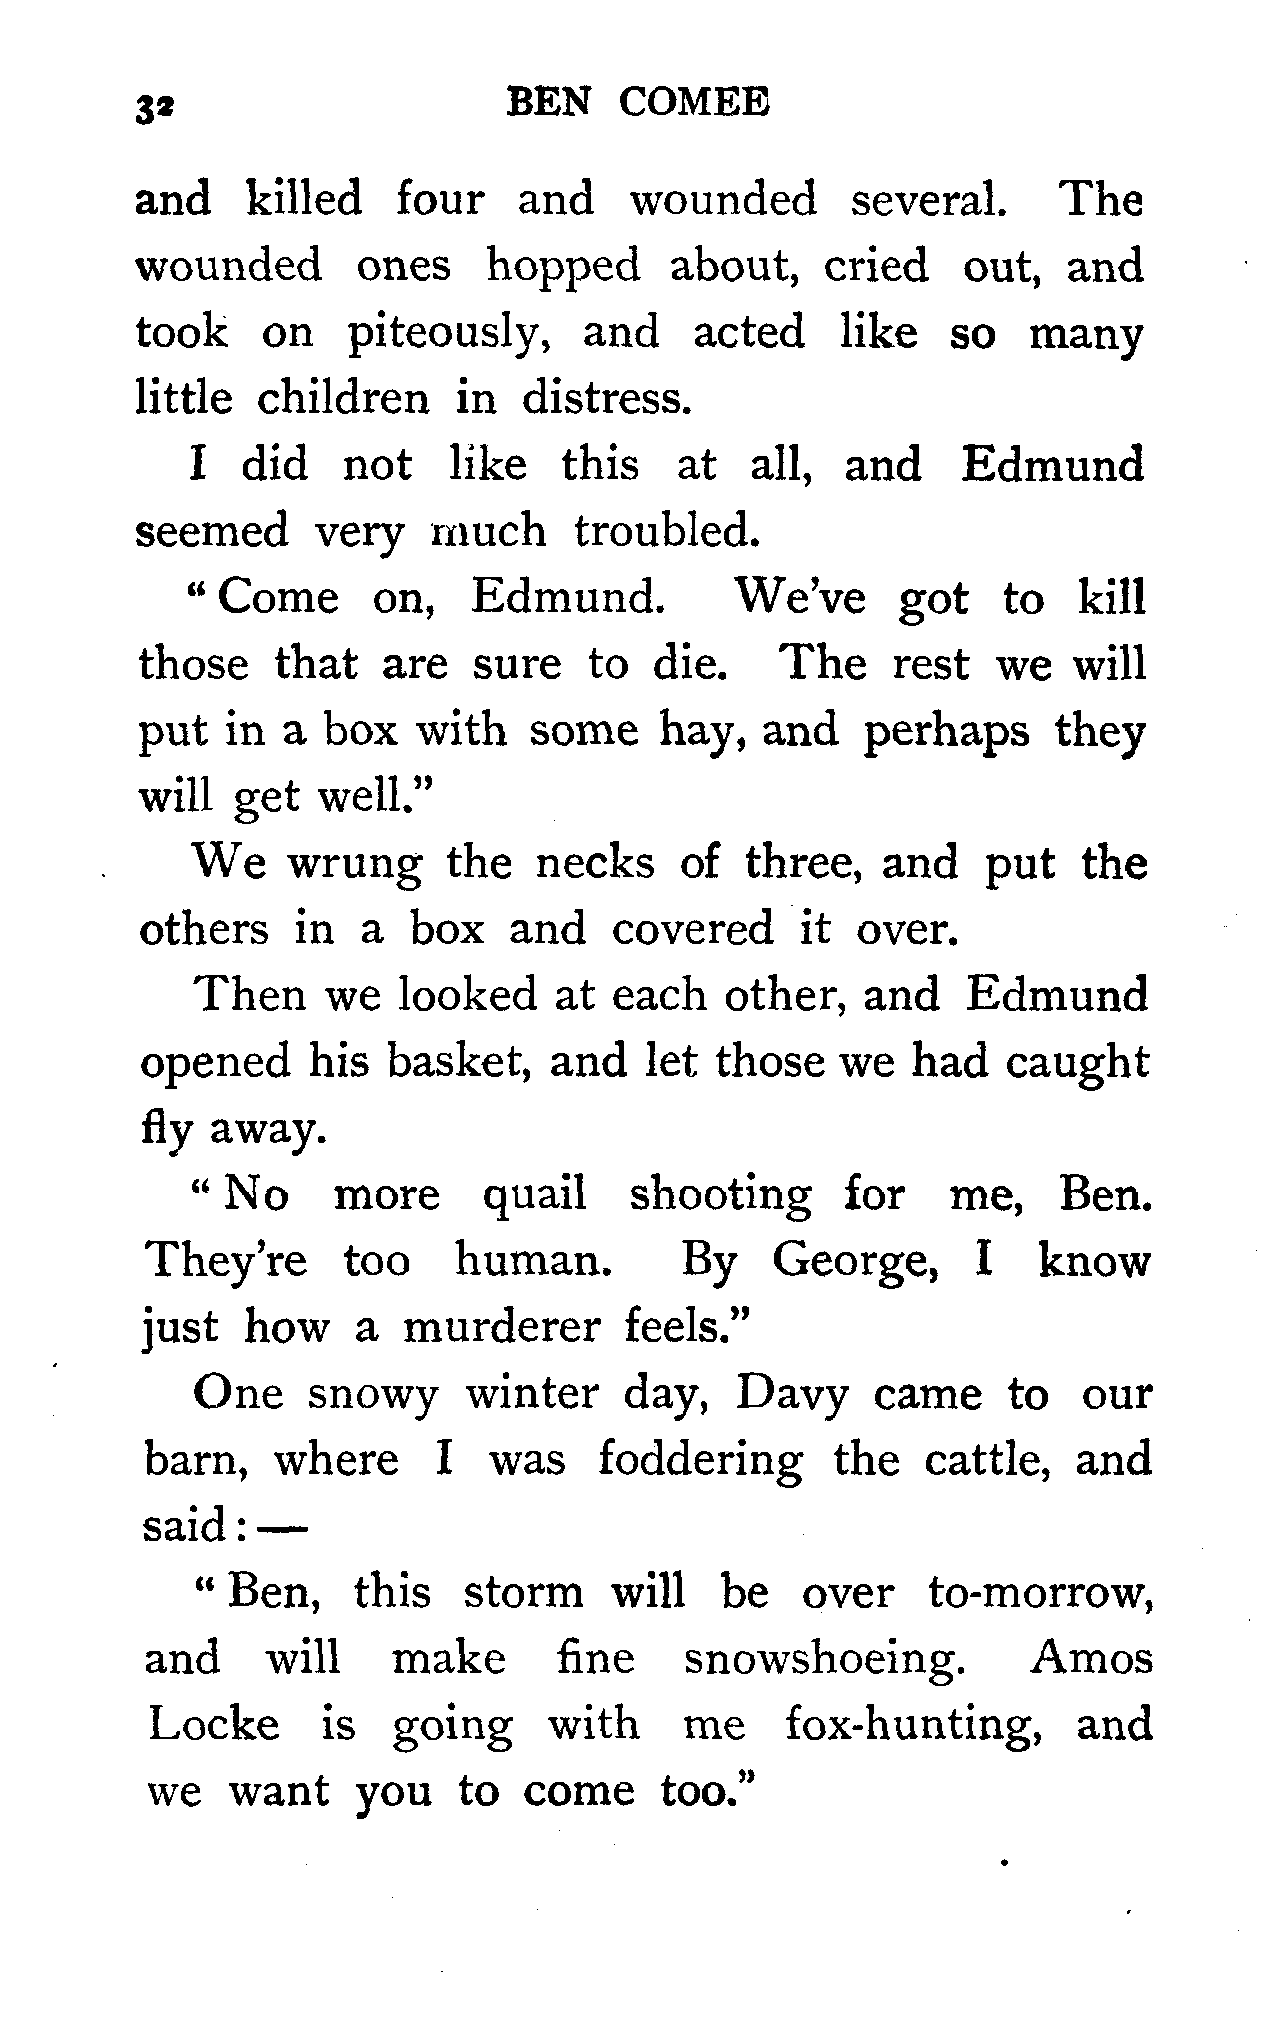 32 BEN COMEE
and killed four and wounded several. The
wounded ones hopped about, cried out, and
took on piteously, and acted like so many
little children in distress.
I did not like this at all, and Edmund
seemed very much troubled.
" Come on, Edmund. We've got to kill
those that are sure to die. The rest we will
put in a box with some hay, and perhaps they
will get well."
We wrung the necks of three, and put the
others in a box and covered it over.
Then we looked at each other, and Edmund
opened his basket, and let those we had caught
fly away.
" No more quail shooting for me, Ben.
They're too human. By George, I know
just how a murderer feels."
One snowy winter day, Davy came to our
barn, where I was foddering the cattle, and
said : —
" Ben, this storm will be over to-morrow,
and will make fine snowshoeing. Amos
Locke is going with me fox-hunting, and
we want you to come too."